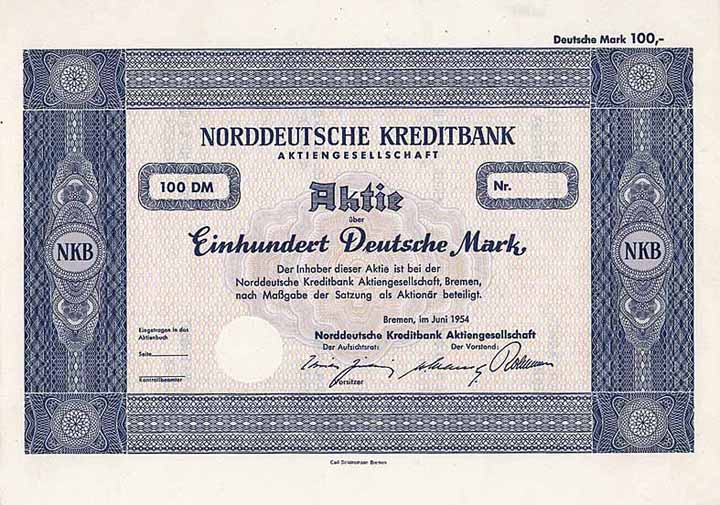 Deutsche Mark 100,-
NORDDEUTSCHE KREDITBANK
AKTIENGESELLSCHAFT
100 DM
Aktie
Nr.
über
Einhundert Deutsche Mark,
NKB
NKB
Der Inhaber dieser Aktie ist bei der
Norddeutsche Kreditbank Aktiengesellschaft, Bremen,
nach Maßgabe der Satzung als Aktionär beteiligt.
Bremen, im Juni 1954
Norddeutsche Kreditbank Aktiengesellschaft
Der Aufsichtsrat: Der Vorstand:
Vorsitzer
Eingetragen in das
Aktienbuch
Seite
Kontrollbeamter
Carl Bremen